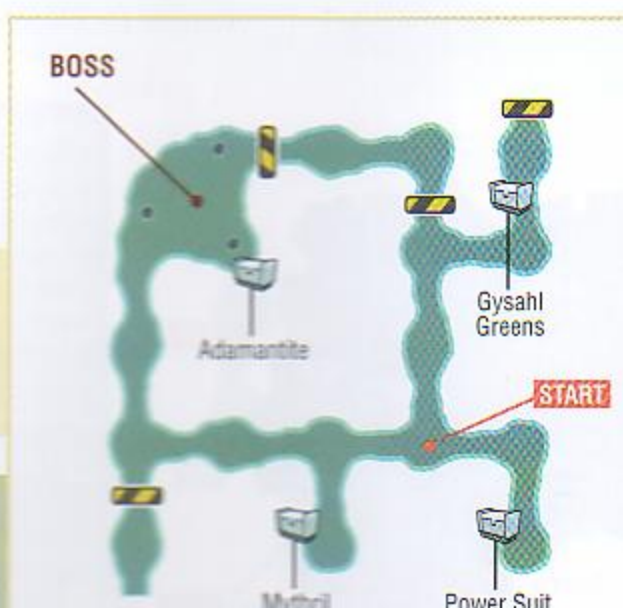 BOSS
Gysahl
Greens
Adamantite
START
Mythril
Power Suit